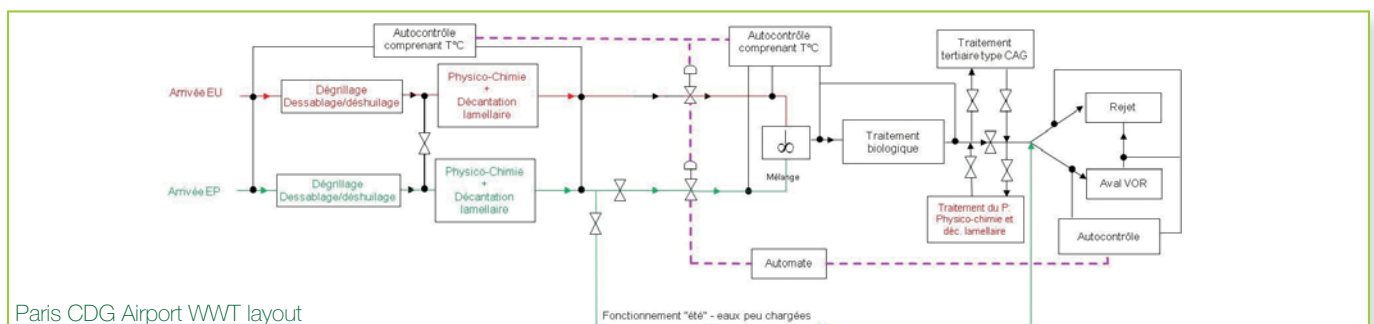 Autocontrôle
comprenant T°C
Autocontrôle
comprenant T°C
Traitement
tertiaire type CAG
Arrivée EU
Dégrillage
Dessablage/déshuilage
Physico-Chimie
+
Décantation
lamellaire
Rejet
Traitement
biologique
Mélange
Arrivée EP
Dégrillage
Dessablage/déshuilage
Physico-Chimie
+
Décantation
lamellaire
Aval VOR
Traitement du P:
Physico-chimie et
déc. lamellaire
Autocontrôle
Automate
Paris CDG Airport WWT layout
Fonctionnement "été" - eaux peu chargées